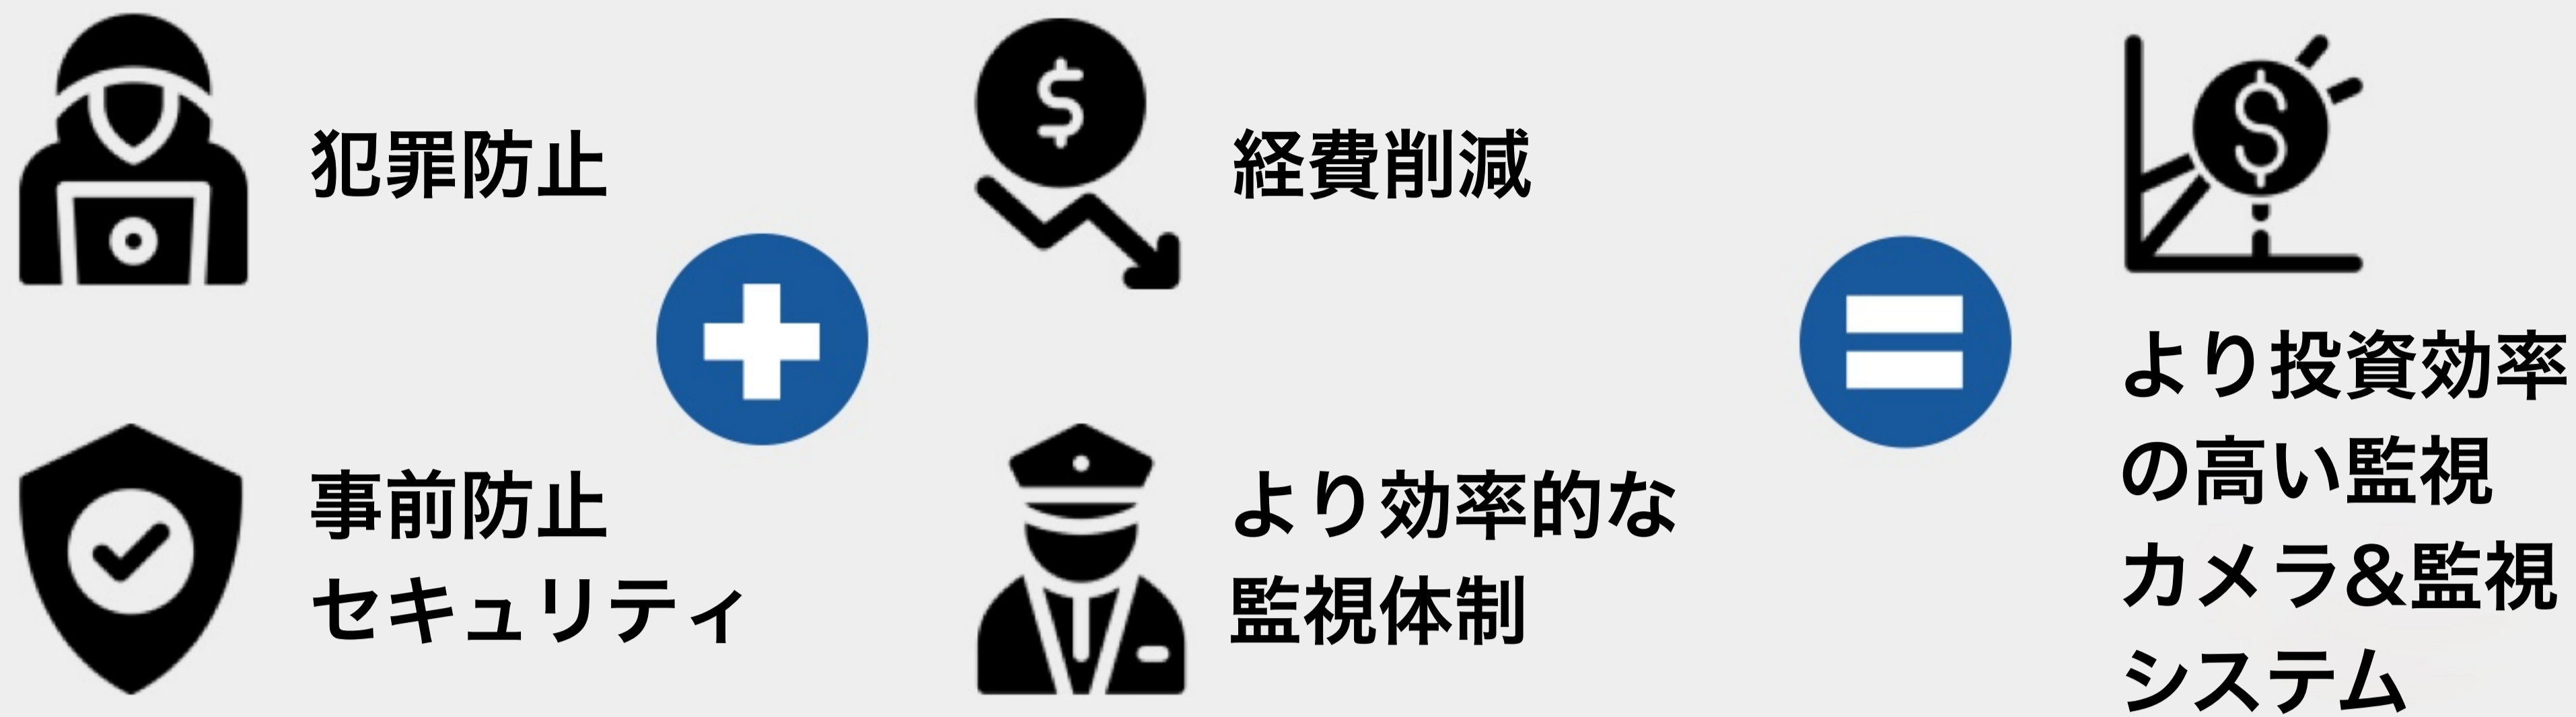 犯罪防止
事前防止
セキュリティ
経費削減
より効率的な
監視体制
より投資効率
の高い監視
カメラ&監視
システム